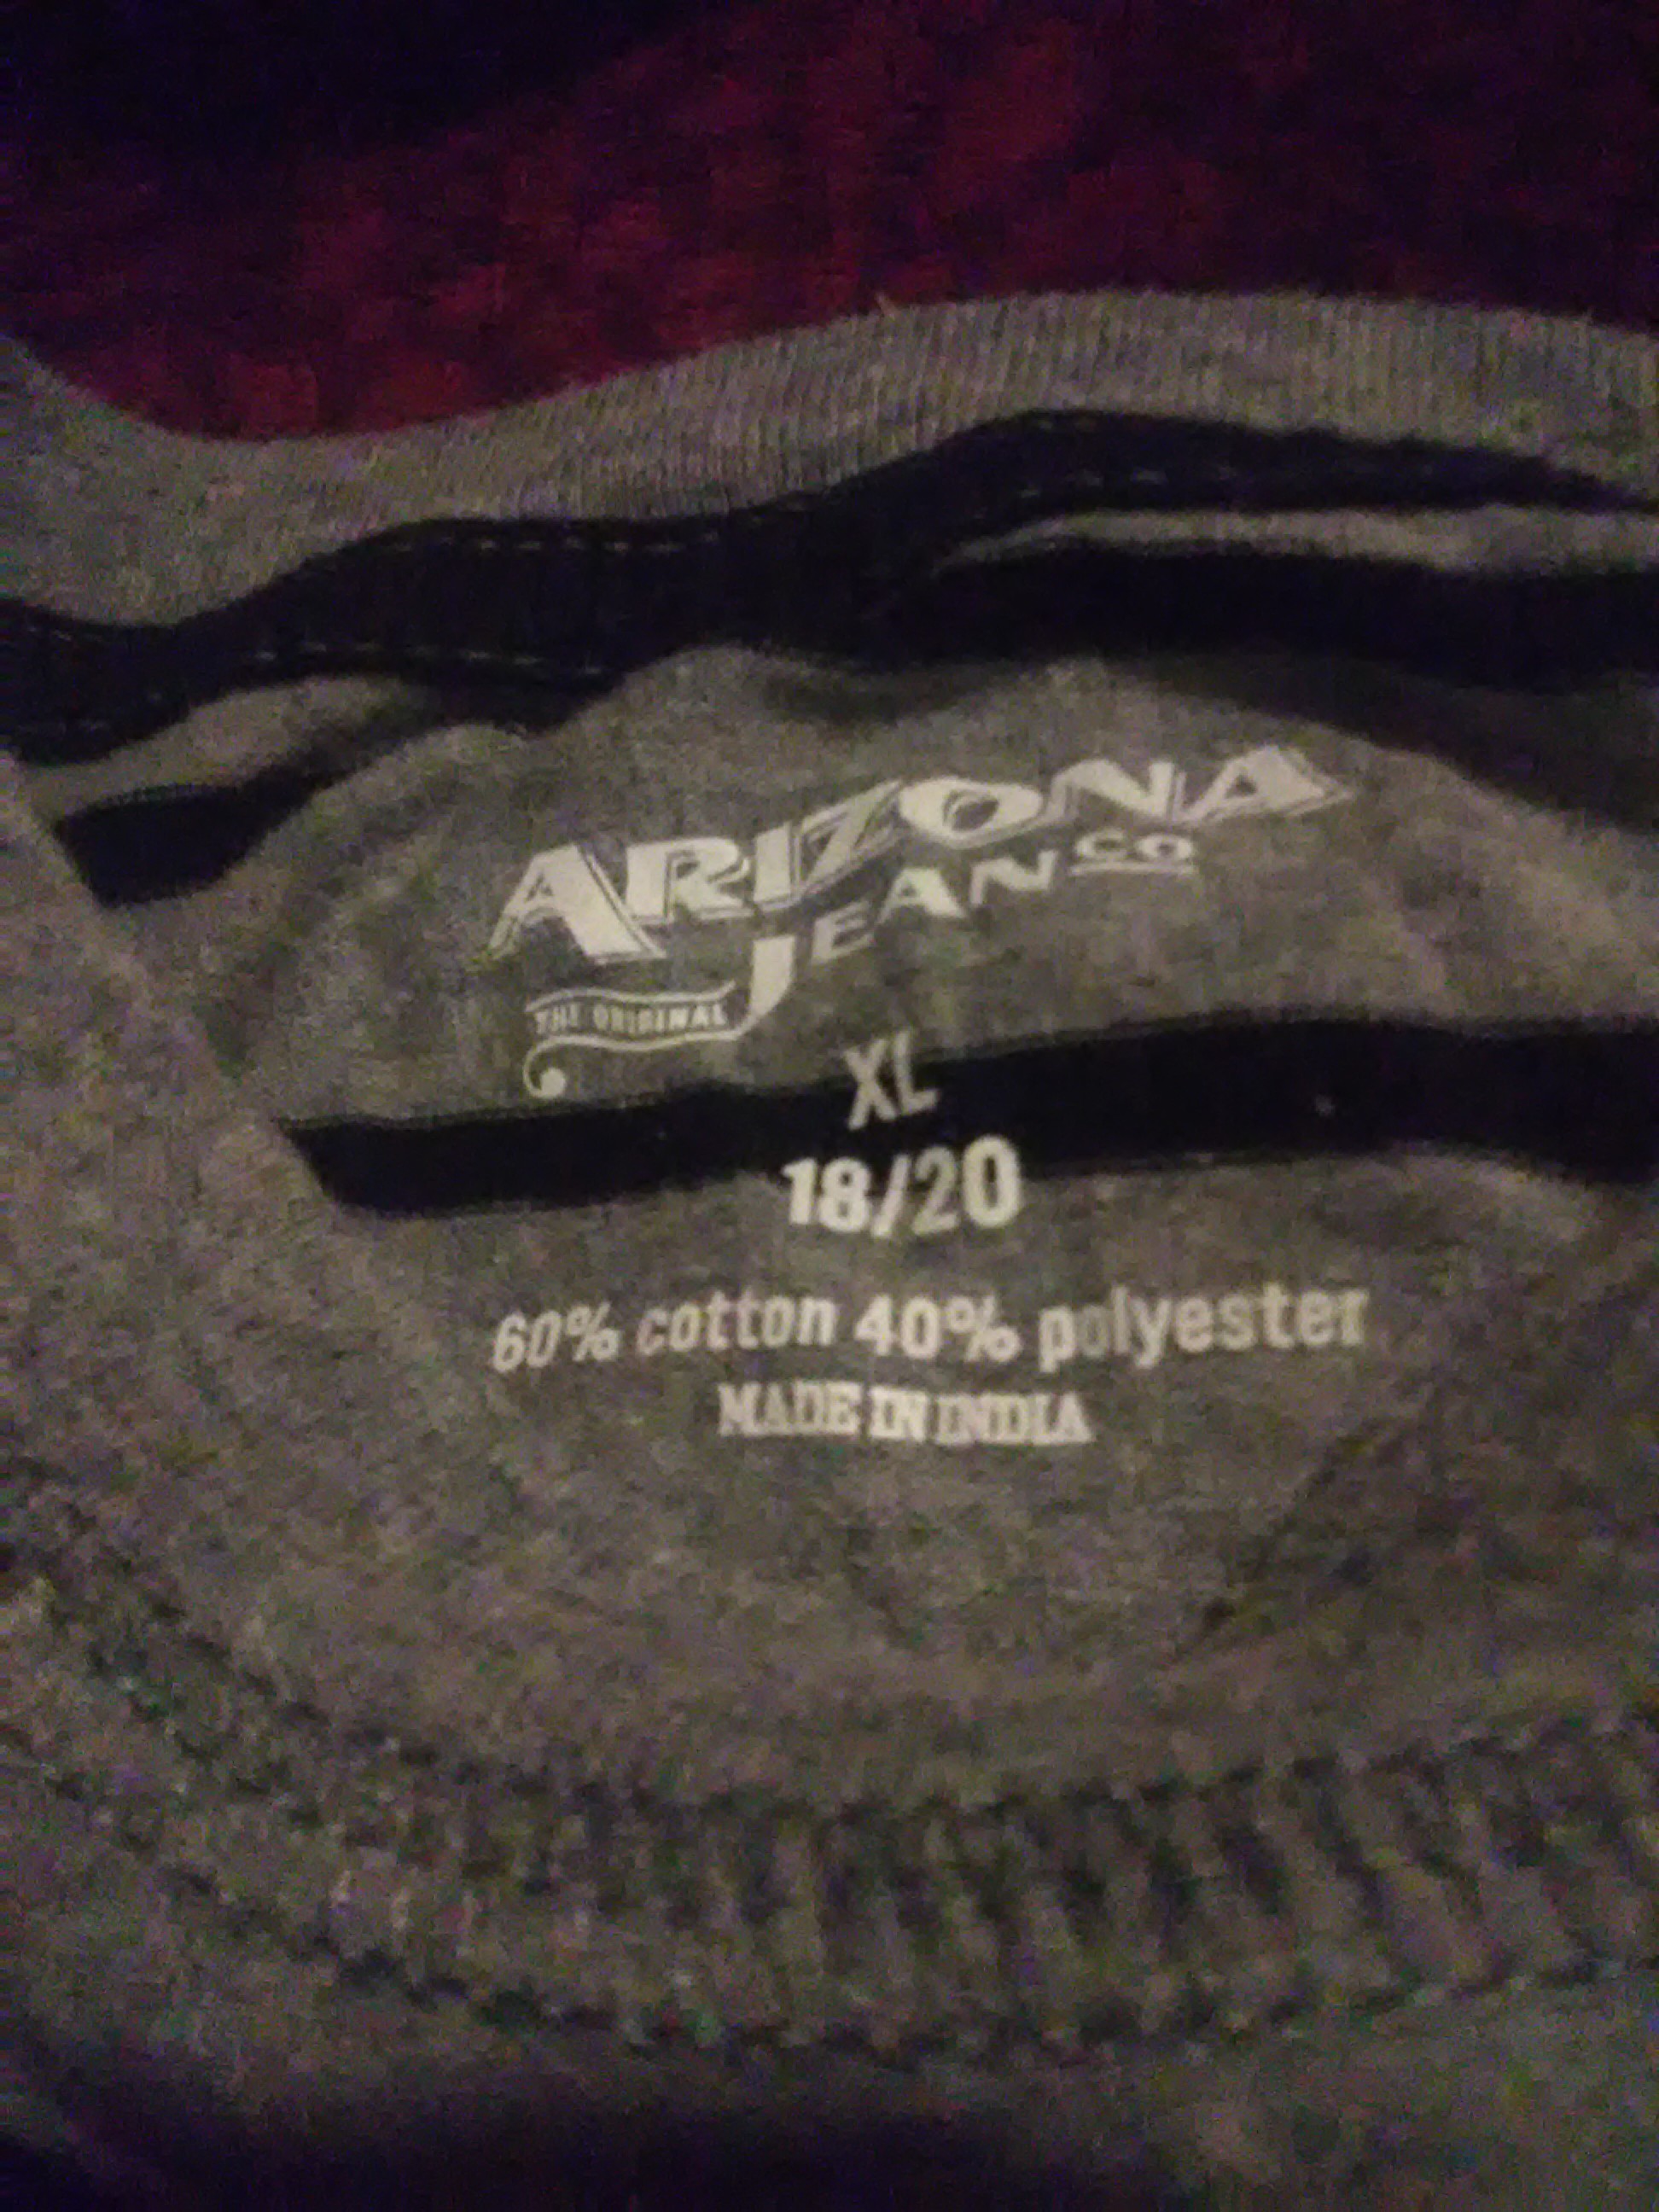 ARIZONA
JEAN CO
THE ORIGINAL
XL
18/20
60% cotton 40% polyester
MADE IN INDIA